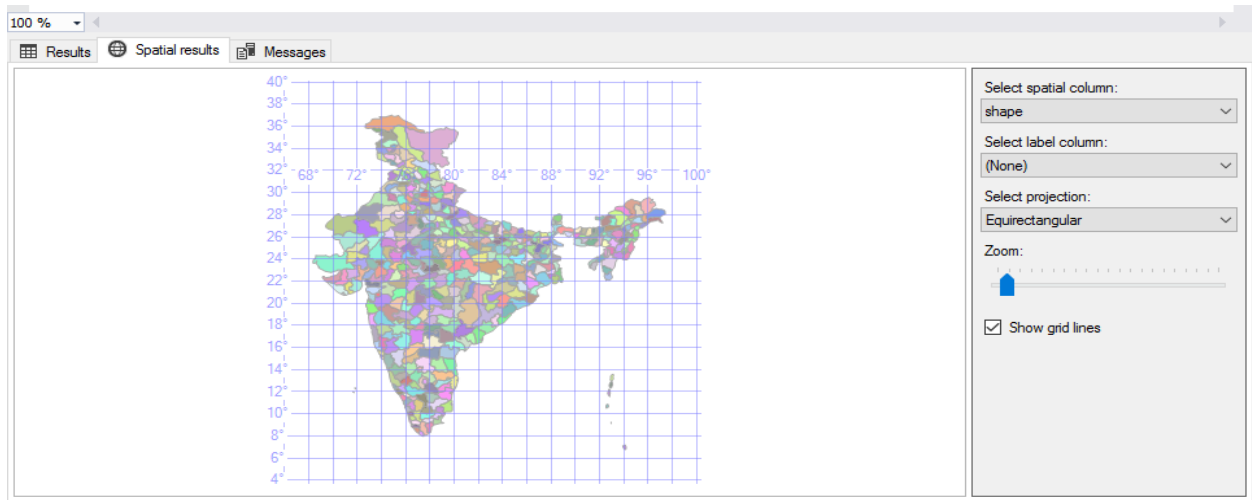 100 %
Results Spatial results Messages
40°
38°
36°
34°
32°
68° 72° 80° 84° 88° 92° 96° 100°
30°
28°
26°
24°
22°
20°
18°
16°
14°
12°
10°
8°
6°
4°
Select spatial column:
shape
Select label column:
(None)
Select projection:
Equirectangular
Zoom:
Show grid lines